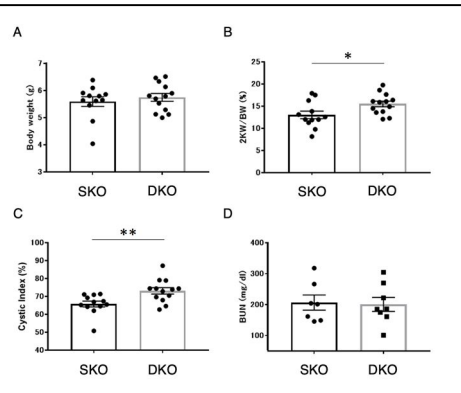 A
Body weight (g)
7
6
5
4
3
SKO
DKO
B
*
2KW/BW (%)
25
20
15
10
5
0
SKO
DKO
C
**
Cystic Index (%)
100
90
80
70
60
50
40
SKO
DKO
D
BUN (mg/dl)
400
300
200
100
SKO
DKO